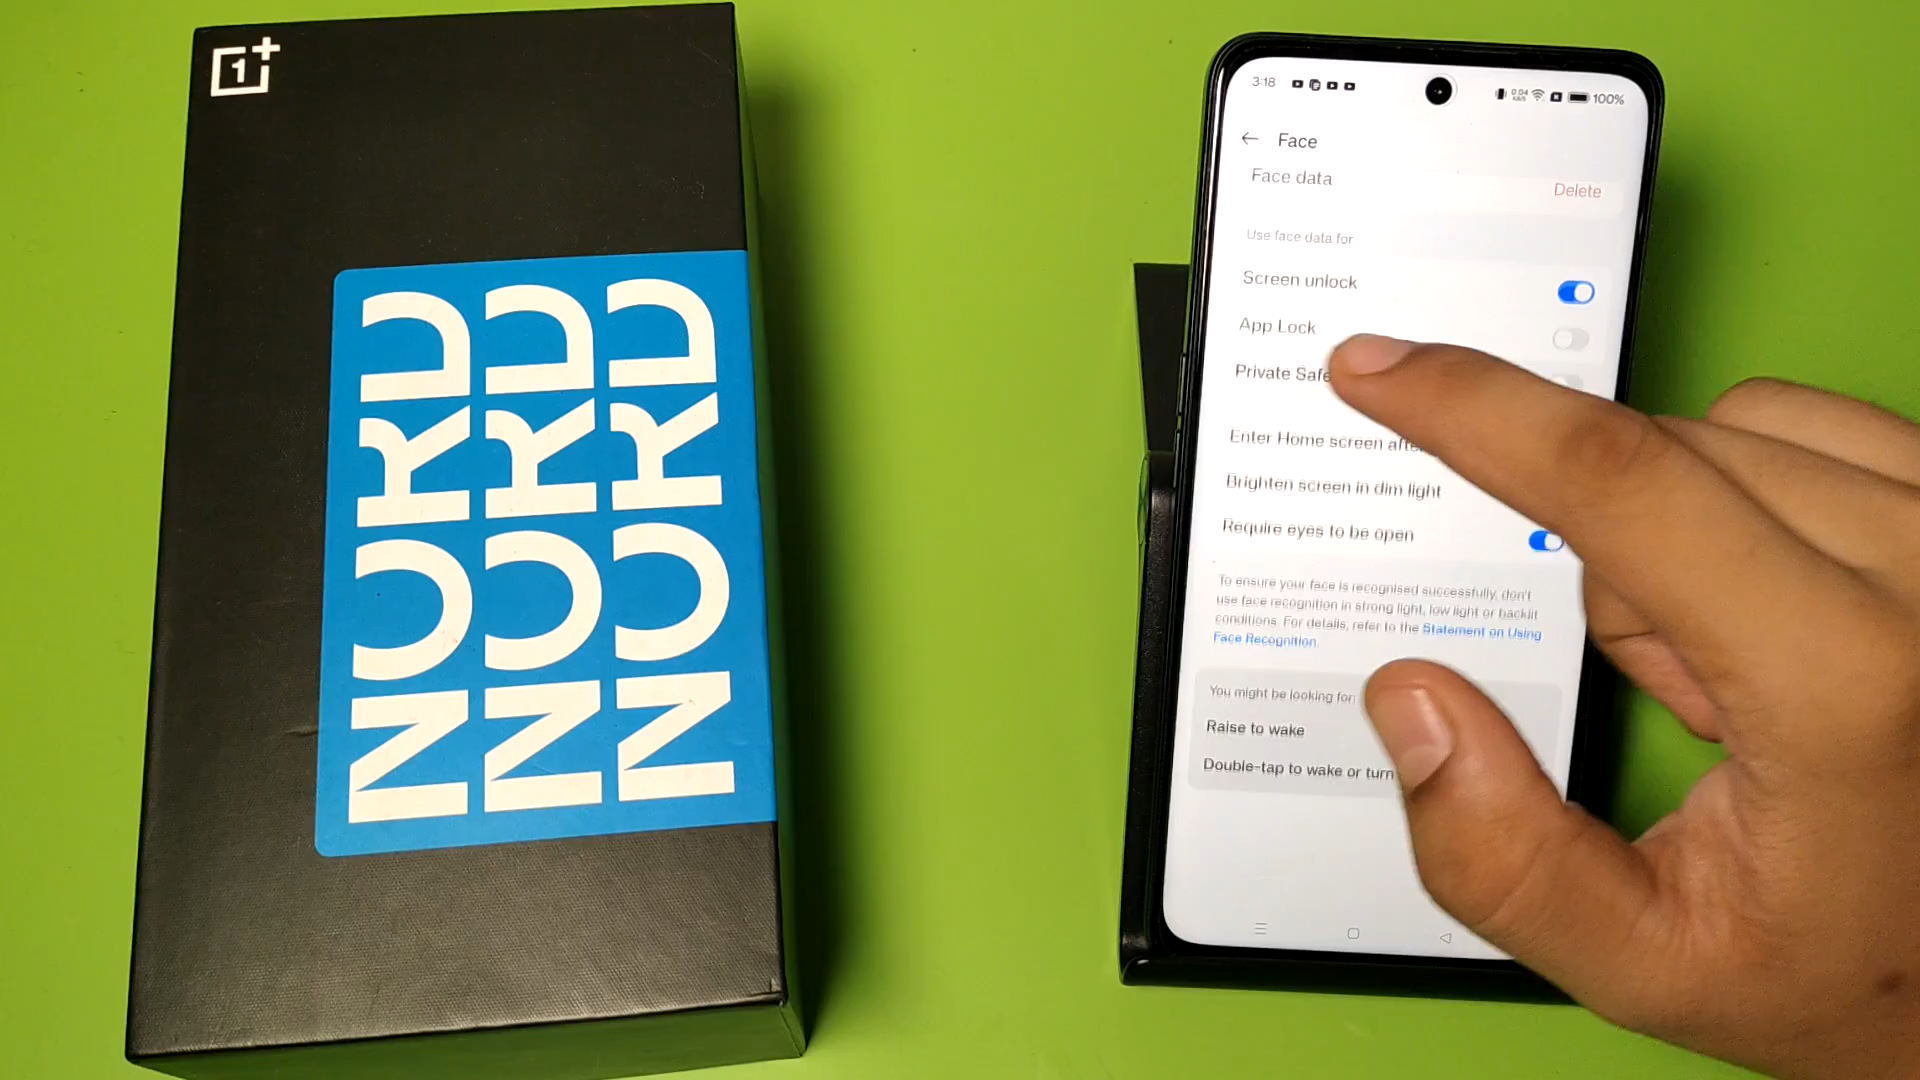 1+
NORD
NORD
NORD
3:18
0.04
100%
Face
Face data
Delete
Use face data for
Screen unlock
App Lock
Private Safe
Enter Home screen after
Brighten screen in dim light
Require eyes to be open
To ensure your face is recognised successfully, don't
use face recognition in strong light, low light or backlit
conditions. For details, refer to the Statement on Using
Face Recognition.
You might be looking for:
Raise to wake
Double-tap to wake or turn